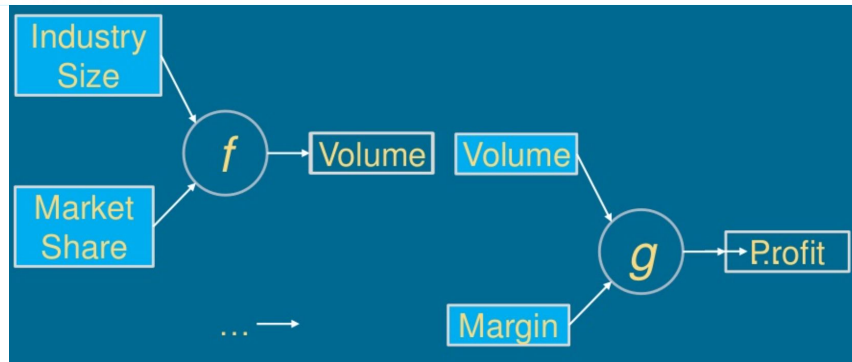 Industry
Size
f
Volume
Market
Share
...
Volume
g
Profit
Margin